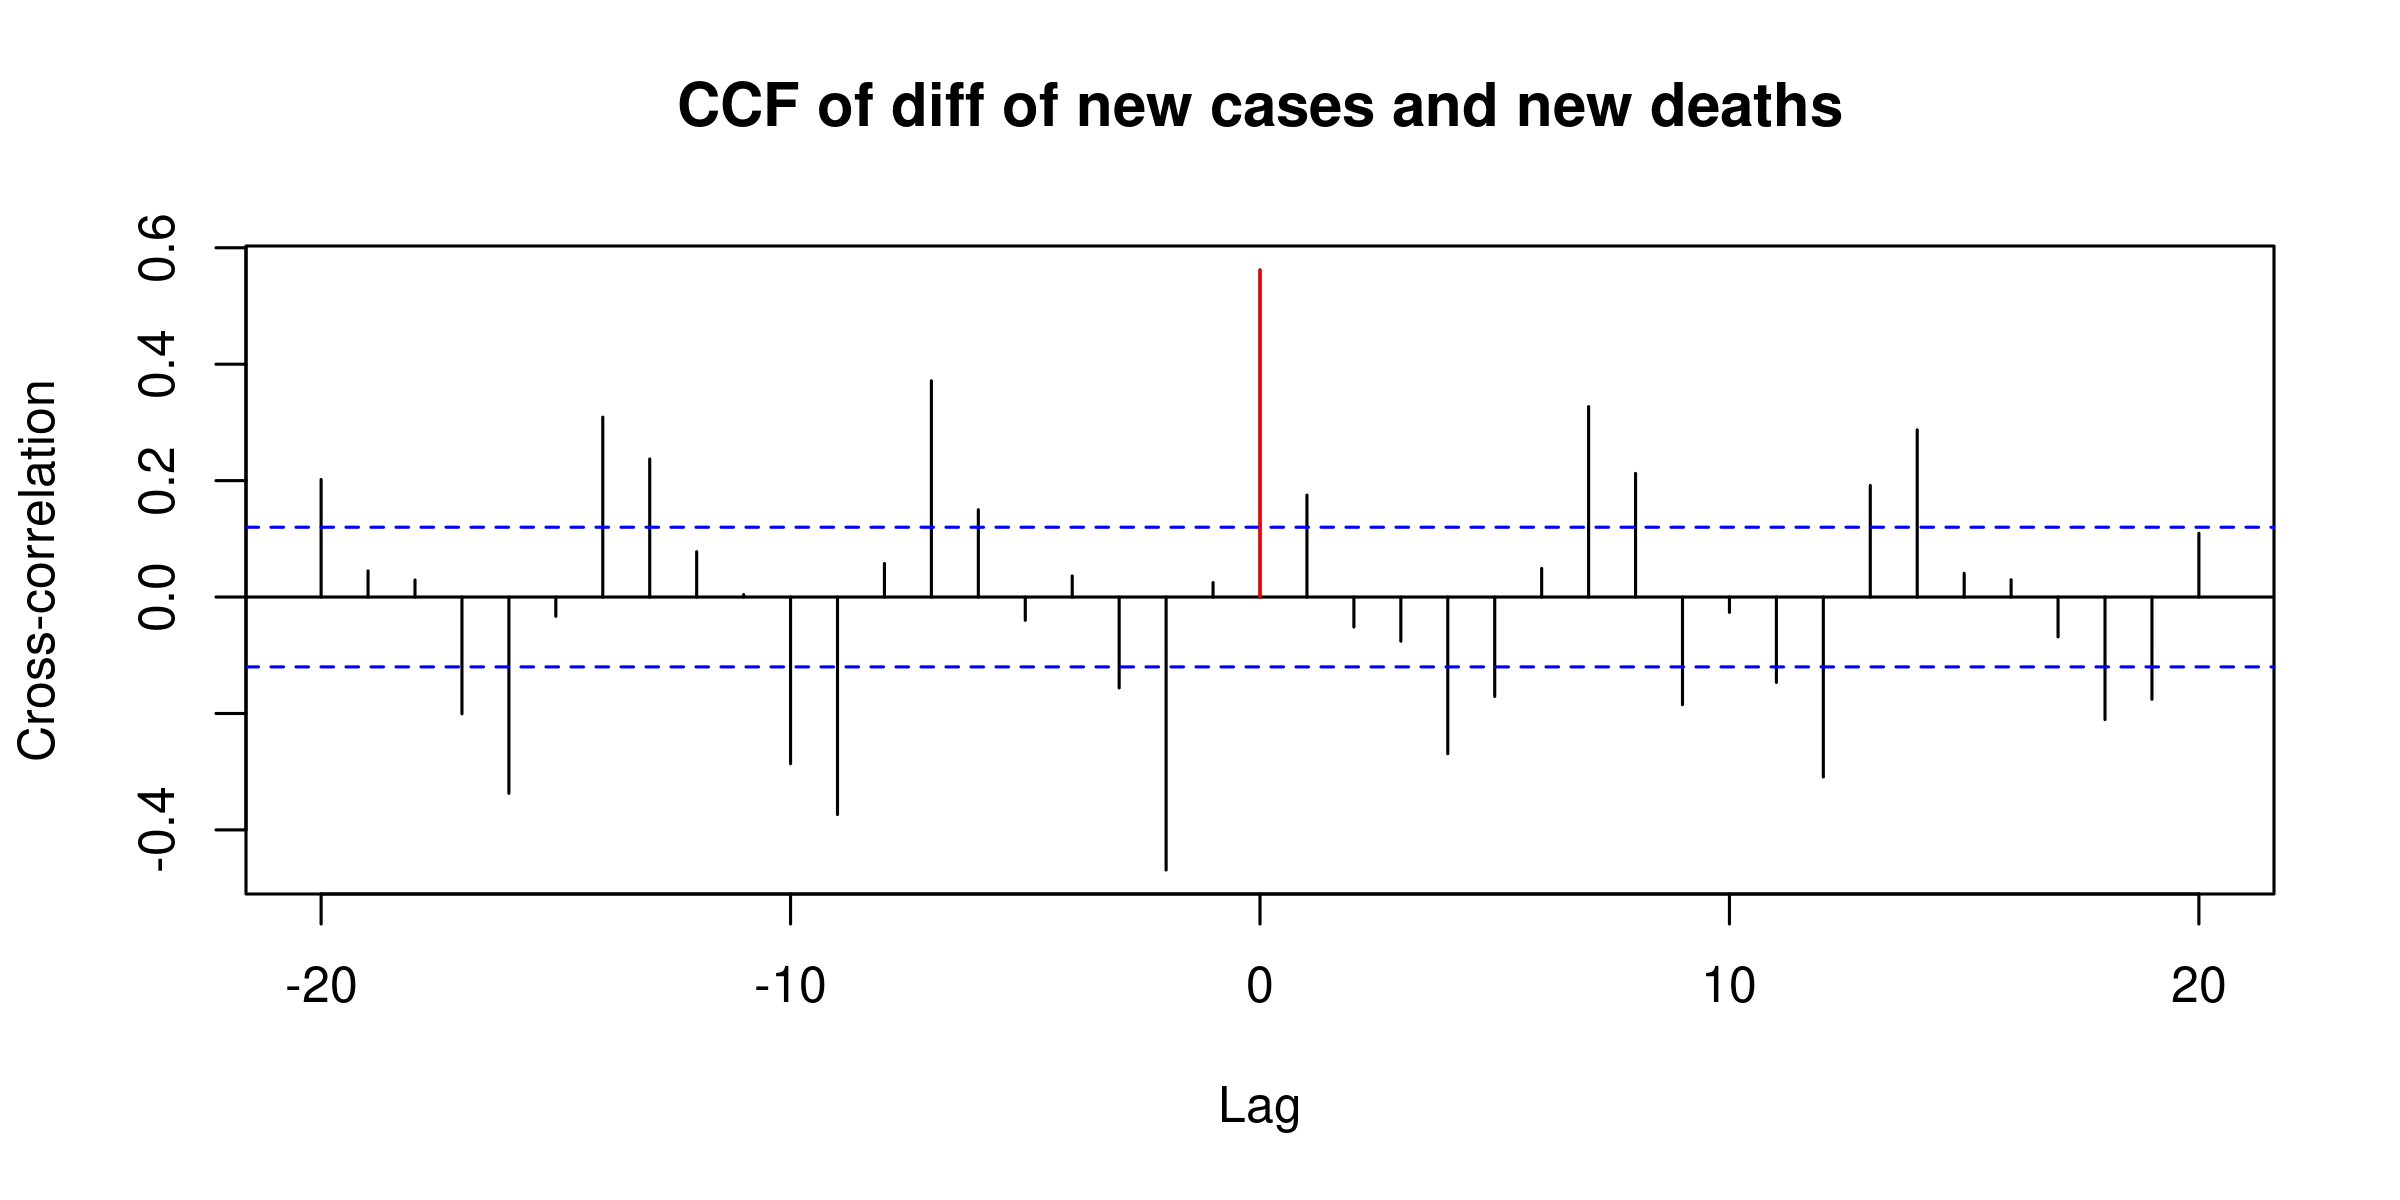 CCF of diff of new cases and new deaths
Cross-correlation
0.6
0.4
0.2
0.0
-0.4
-20 -10 0 10 20
Lag